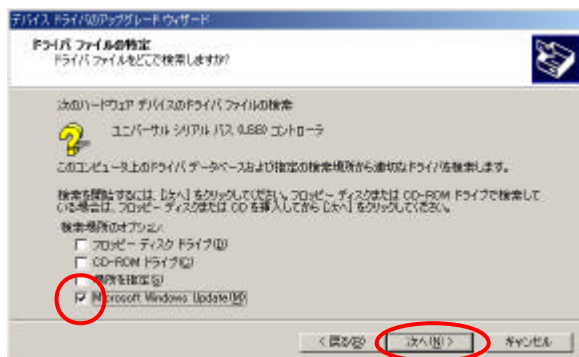 デバイス ドライバのアップグレード ウィザード
ドライバ ファイルの特定
ドライバ ファイルをどこで検索しますか?
次のハードウェア デバイスのドライバ ファイルの検索
ユニバーサル シリアル バス (USB) コントローラ
このコンピュータ上のドライバ データベースおよび指定の検索場所から適切なドライバを検索します。
検索を開始するには、[次へ] をクリックしてください。フロッピー ディスクまたは CD-ROM ドライブで検索して
いる場合は、フロッピー ディスクまたは CD を挿入してから [次へ] をクリックしてください。
検索場所のオプション:
フロッピー ディスク ドライブ(D)
CD-ROM ドライブ(C)
場所を指定(S)
Microsoft Windows Update(M)
< 戻る(B)
次へ(N) >
キャンセル